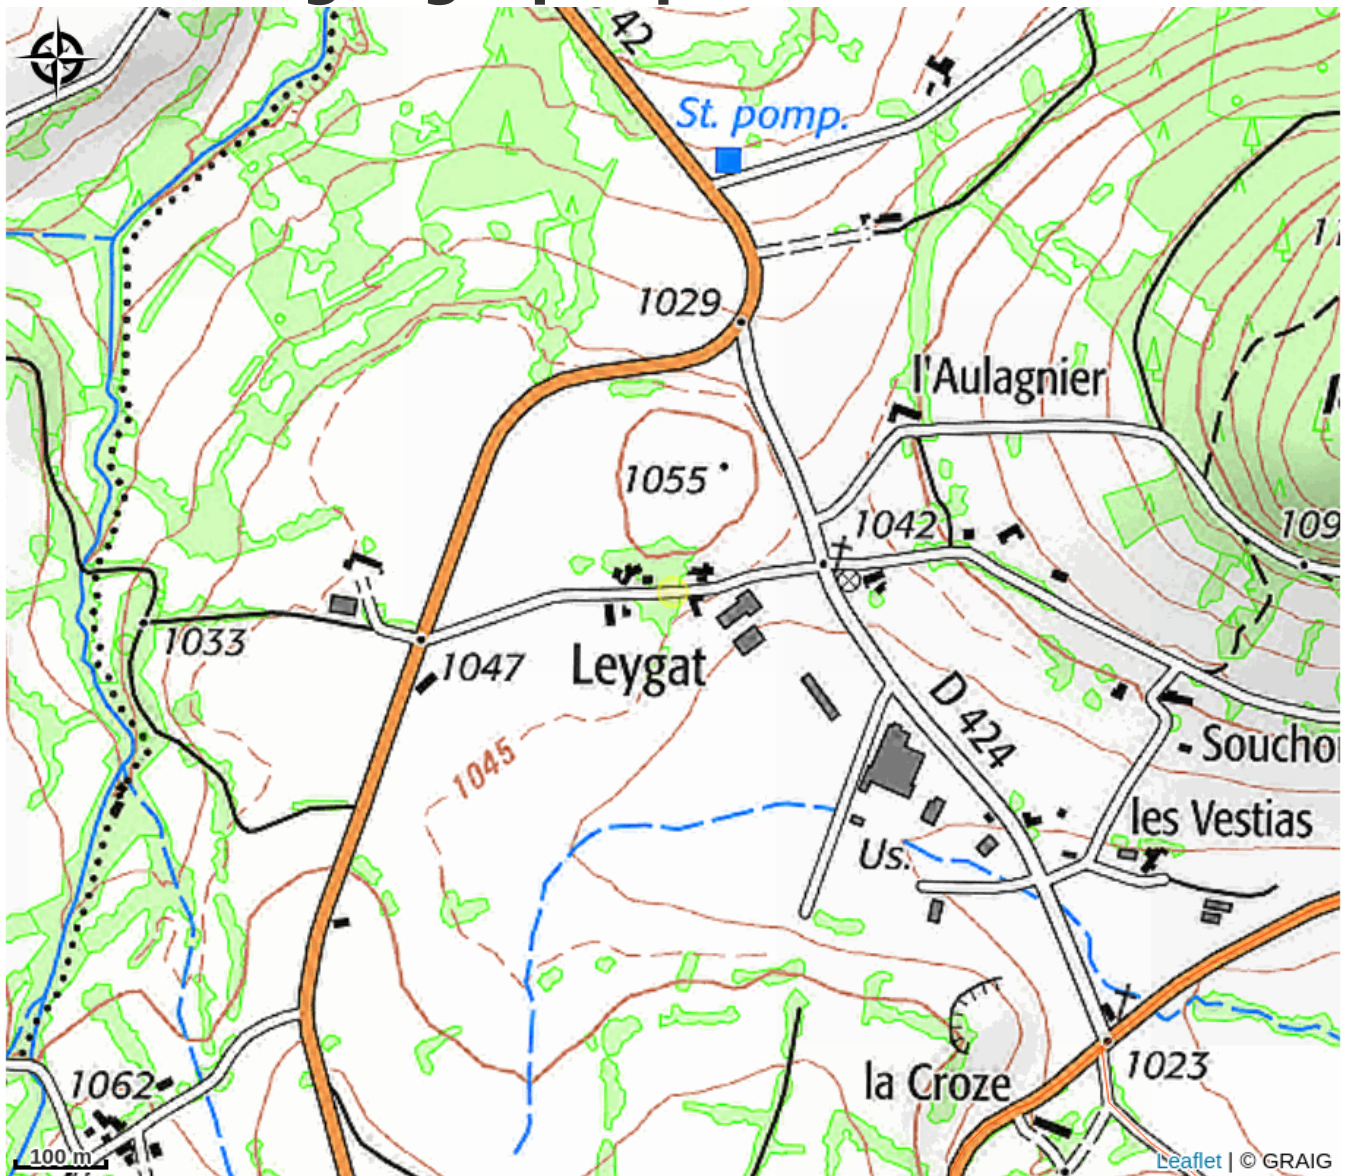 42
St. pomp.
1029
l'Aulagnier
1055
1042
1033
1047
Leygat
D 424
1045
les Vestias
Us.
1062
la Croze
1023
100 m
Leaflet | © GRAIG